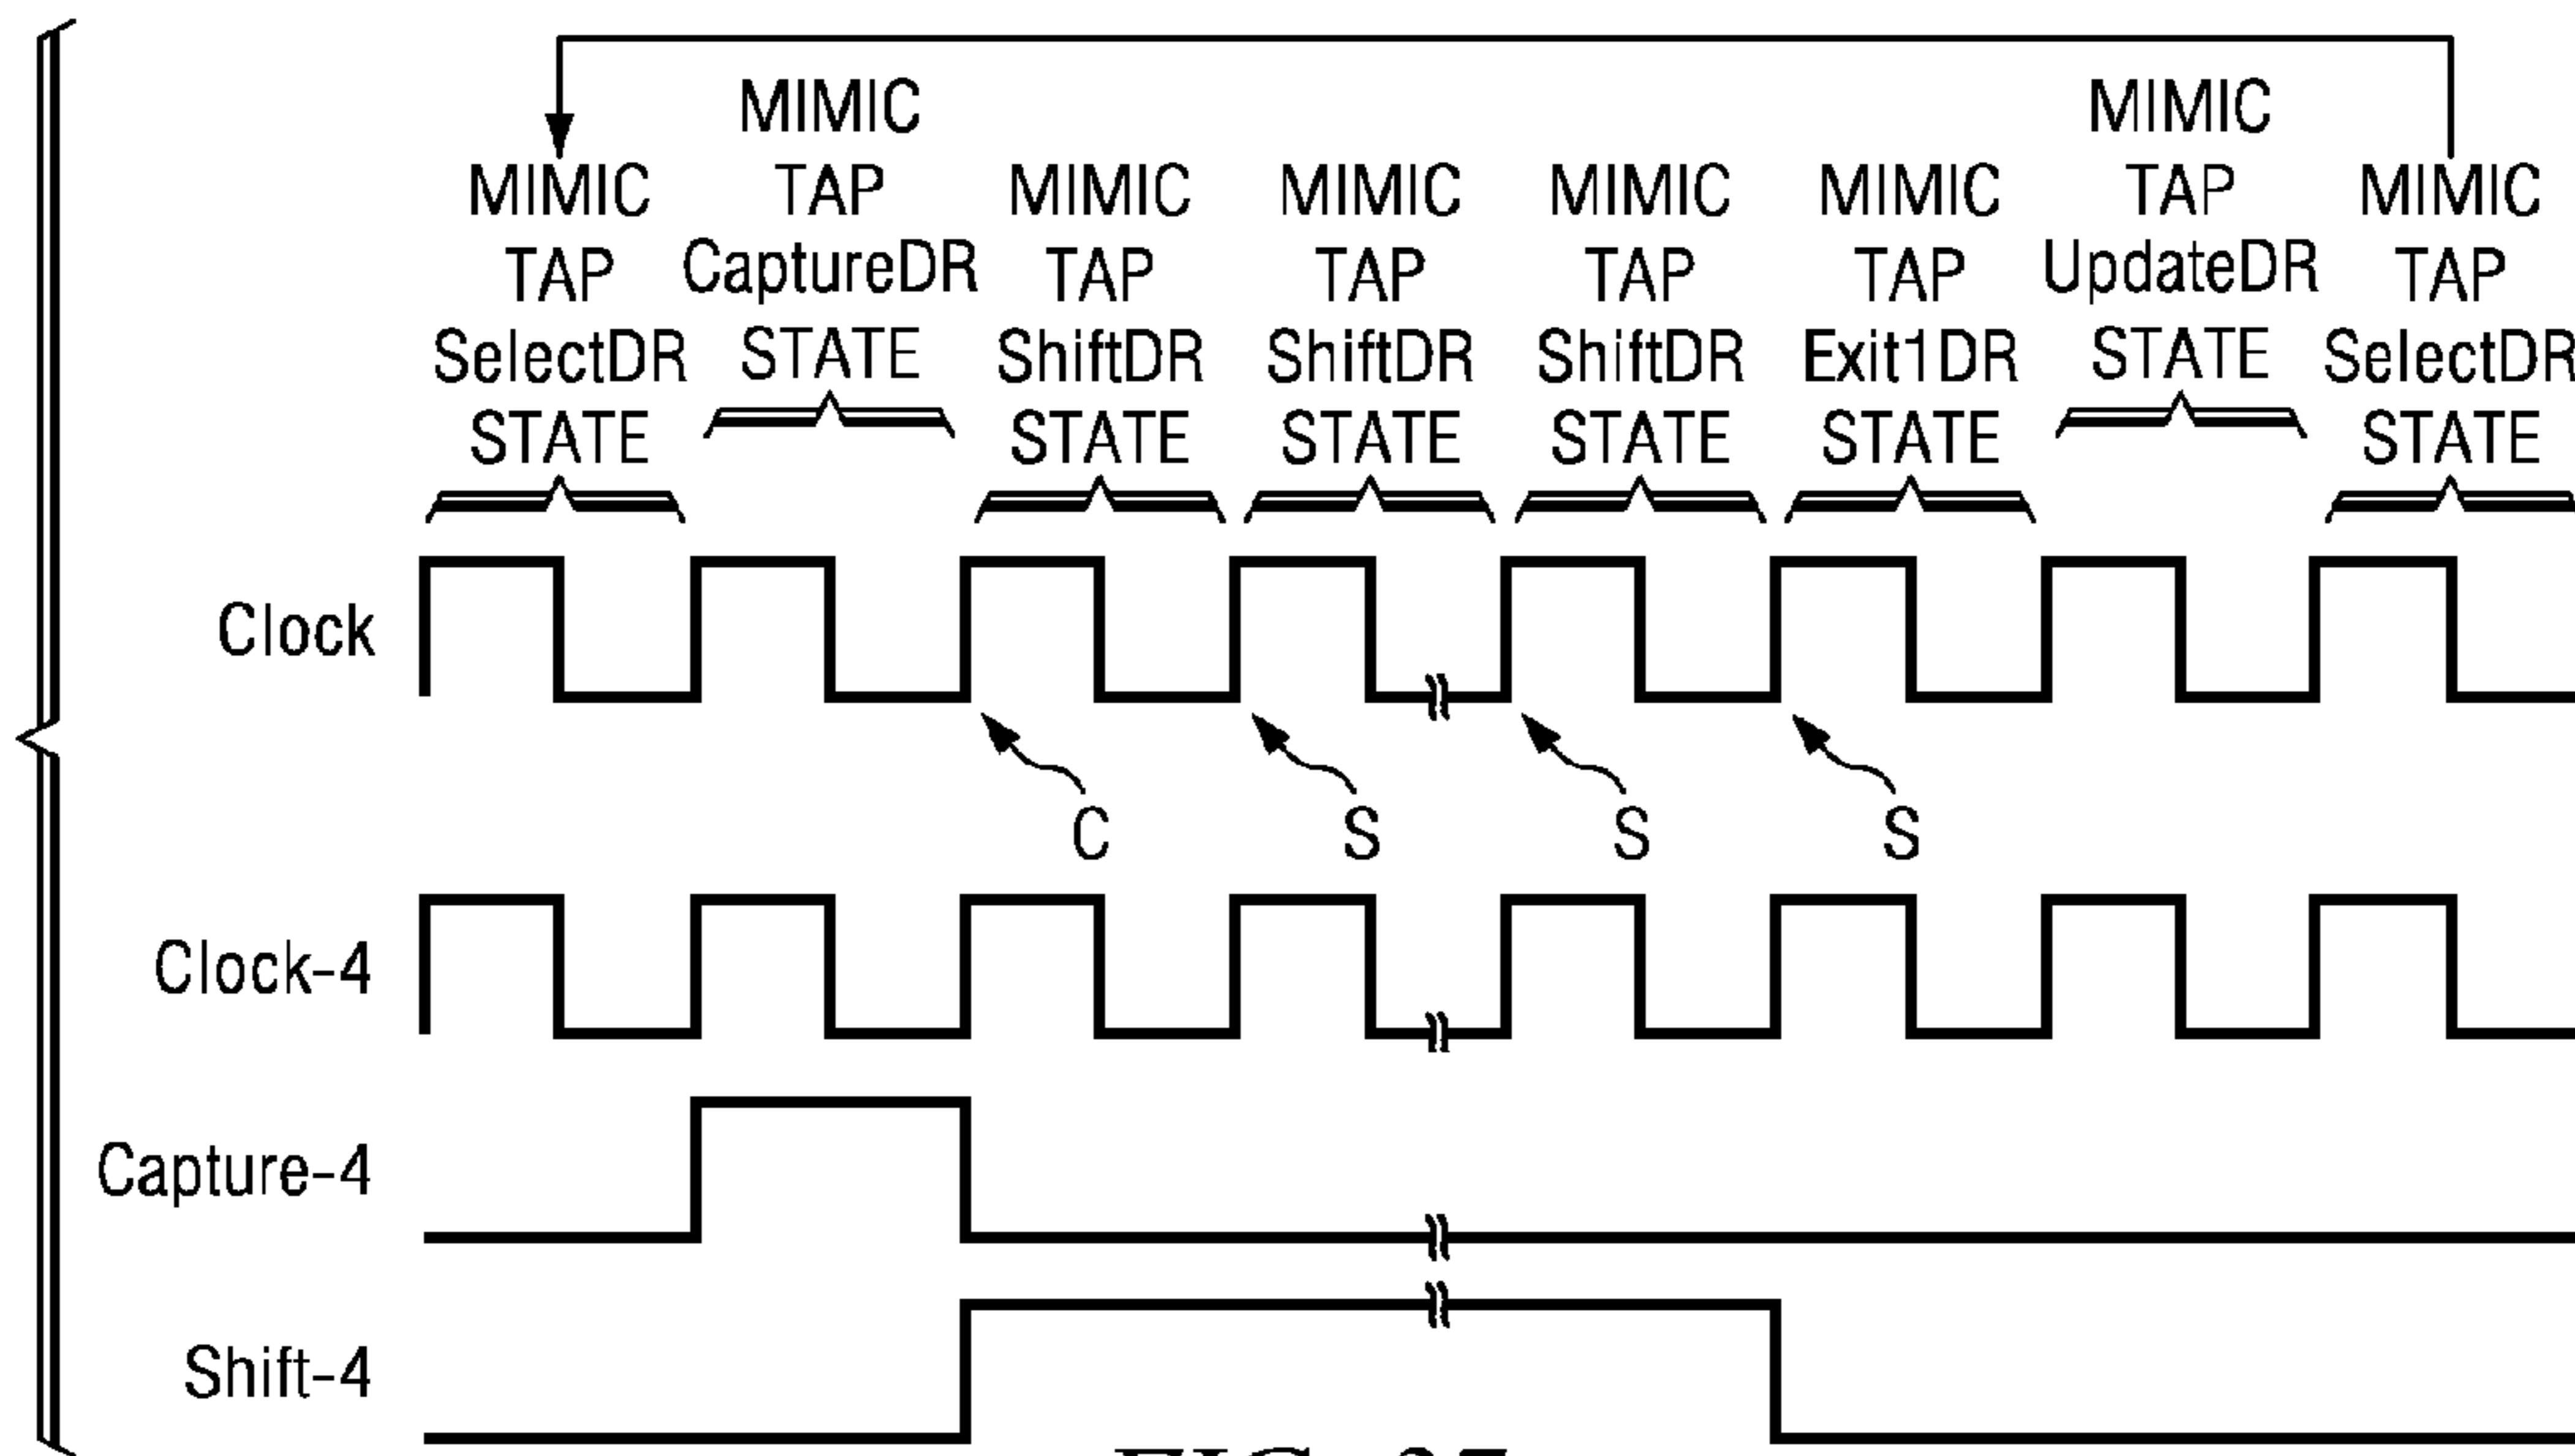 MIMIC
TAP
SelectDR
STATE
MIMIC
TAP
CaptureDR
STATE
MIMIC
TAP
ShiftDR
STATE
MIMIC
TAP
ShiftDR
STATE
MIMIC
TAP
ShiftDR
STATE
MIMIC
TAP
Exit1DR
STATE
MIMIC
TAP
UpdateDR
STATE
MIMIC
TAP
SelectDR
STATE
Clock
C
S
S
S
Clock-4
Capture-4
Shift-4